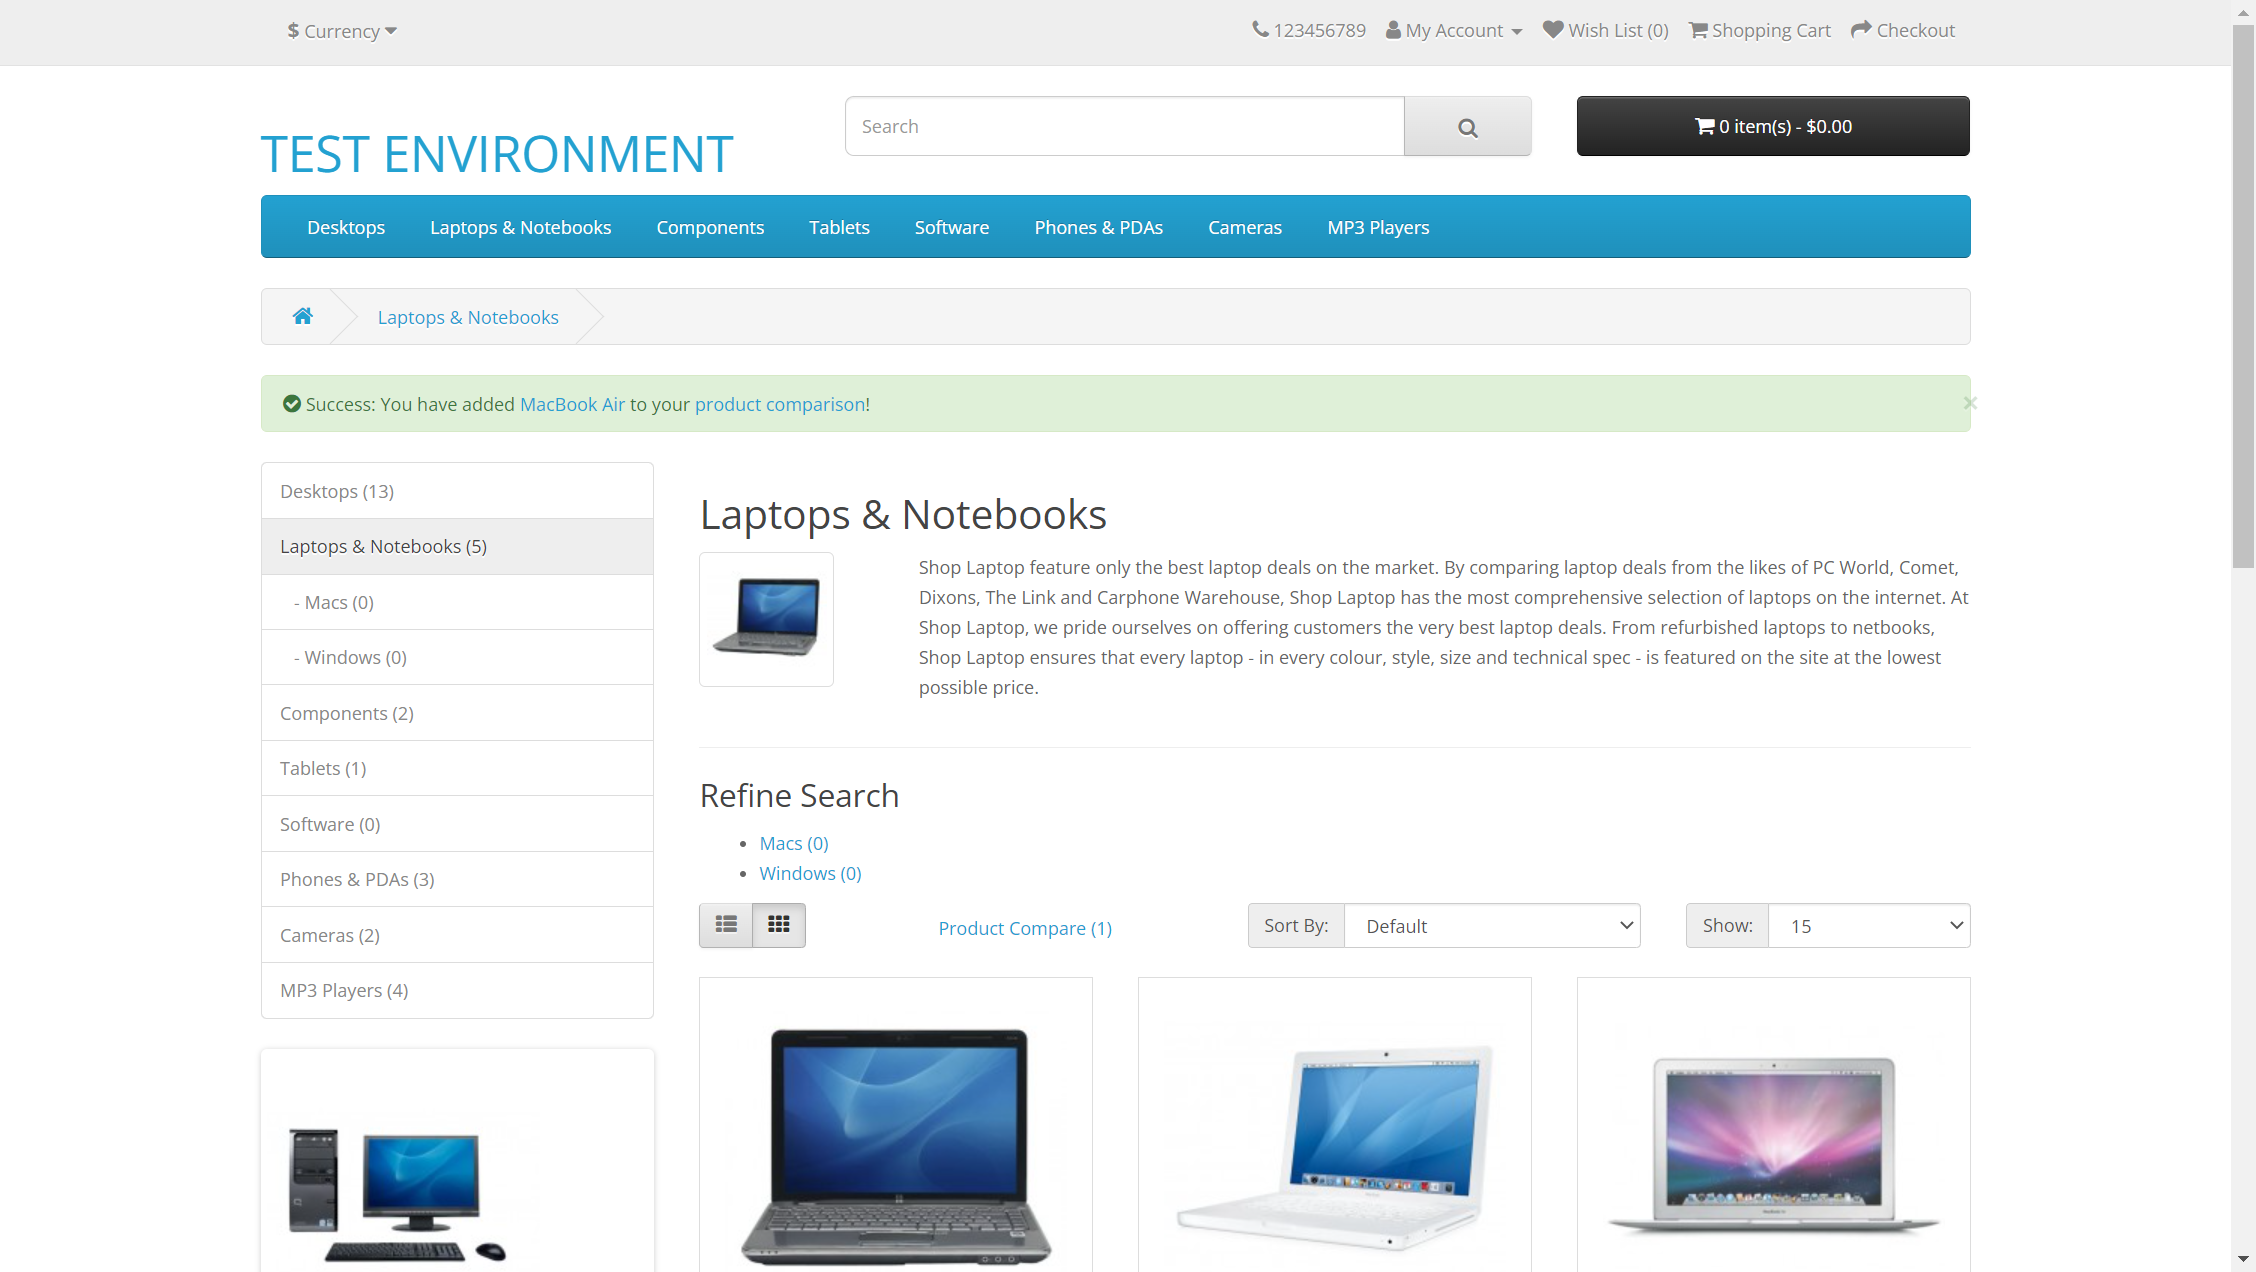 $ Currency
123456789 My Account Wish List (0) Shopping Cart Checkout
TEST ENVIRONMENT
Search
0 item(s) - $0.00
Desktops Laptops & Notebooks Components Tablets Software Phones & PDAs Cameras MP3 Players
Laptops & Notebooks
Success: You have added MacBook Air to your product comparison!
×
Desktops (13)
Laptops & Notebooks (5)
- Macs (0)
- Windows (0)
Components (2)
Tablets (1)
Software (0)
Phones & PDAs (3)
Cameras (2)
MP3 Players (4)
Laptops & Notebooks
Shop Laptop feature only the best laptop deals on the market. By comparing laptop deals from the likes of PC World, Comet,
Dixons, The Link and Carphone Warehouse, Shop Laptop has the most comprehensive selection of laptops on the internet. At
Shop Laptop, we pride ourselves on offering customers the very best laptop deals. From refurbished laptops to netbooks,
Shop Laptop ensures that every laptop - in every colour, style, size and technical spec - is featured on the site at the lowest
possible price.
Refine Search
Macs (0)
Windows (0)
Product Compare (1)
Sort By: Default
Show: 15